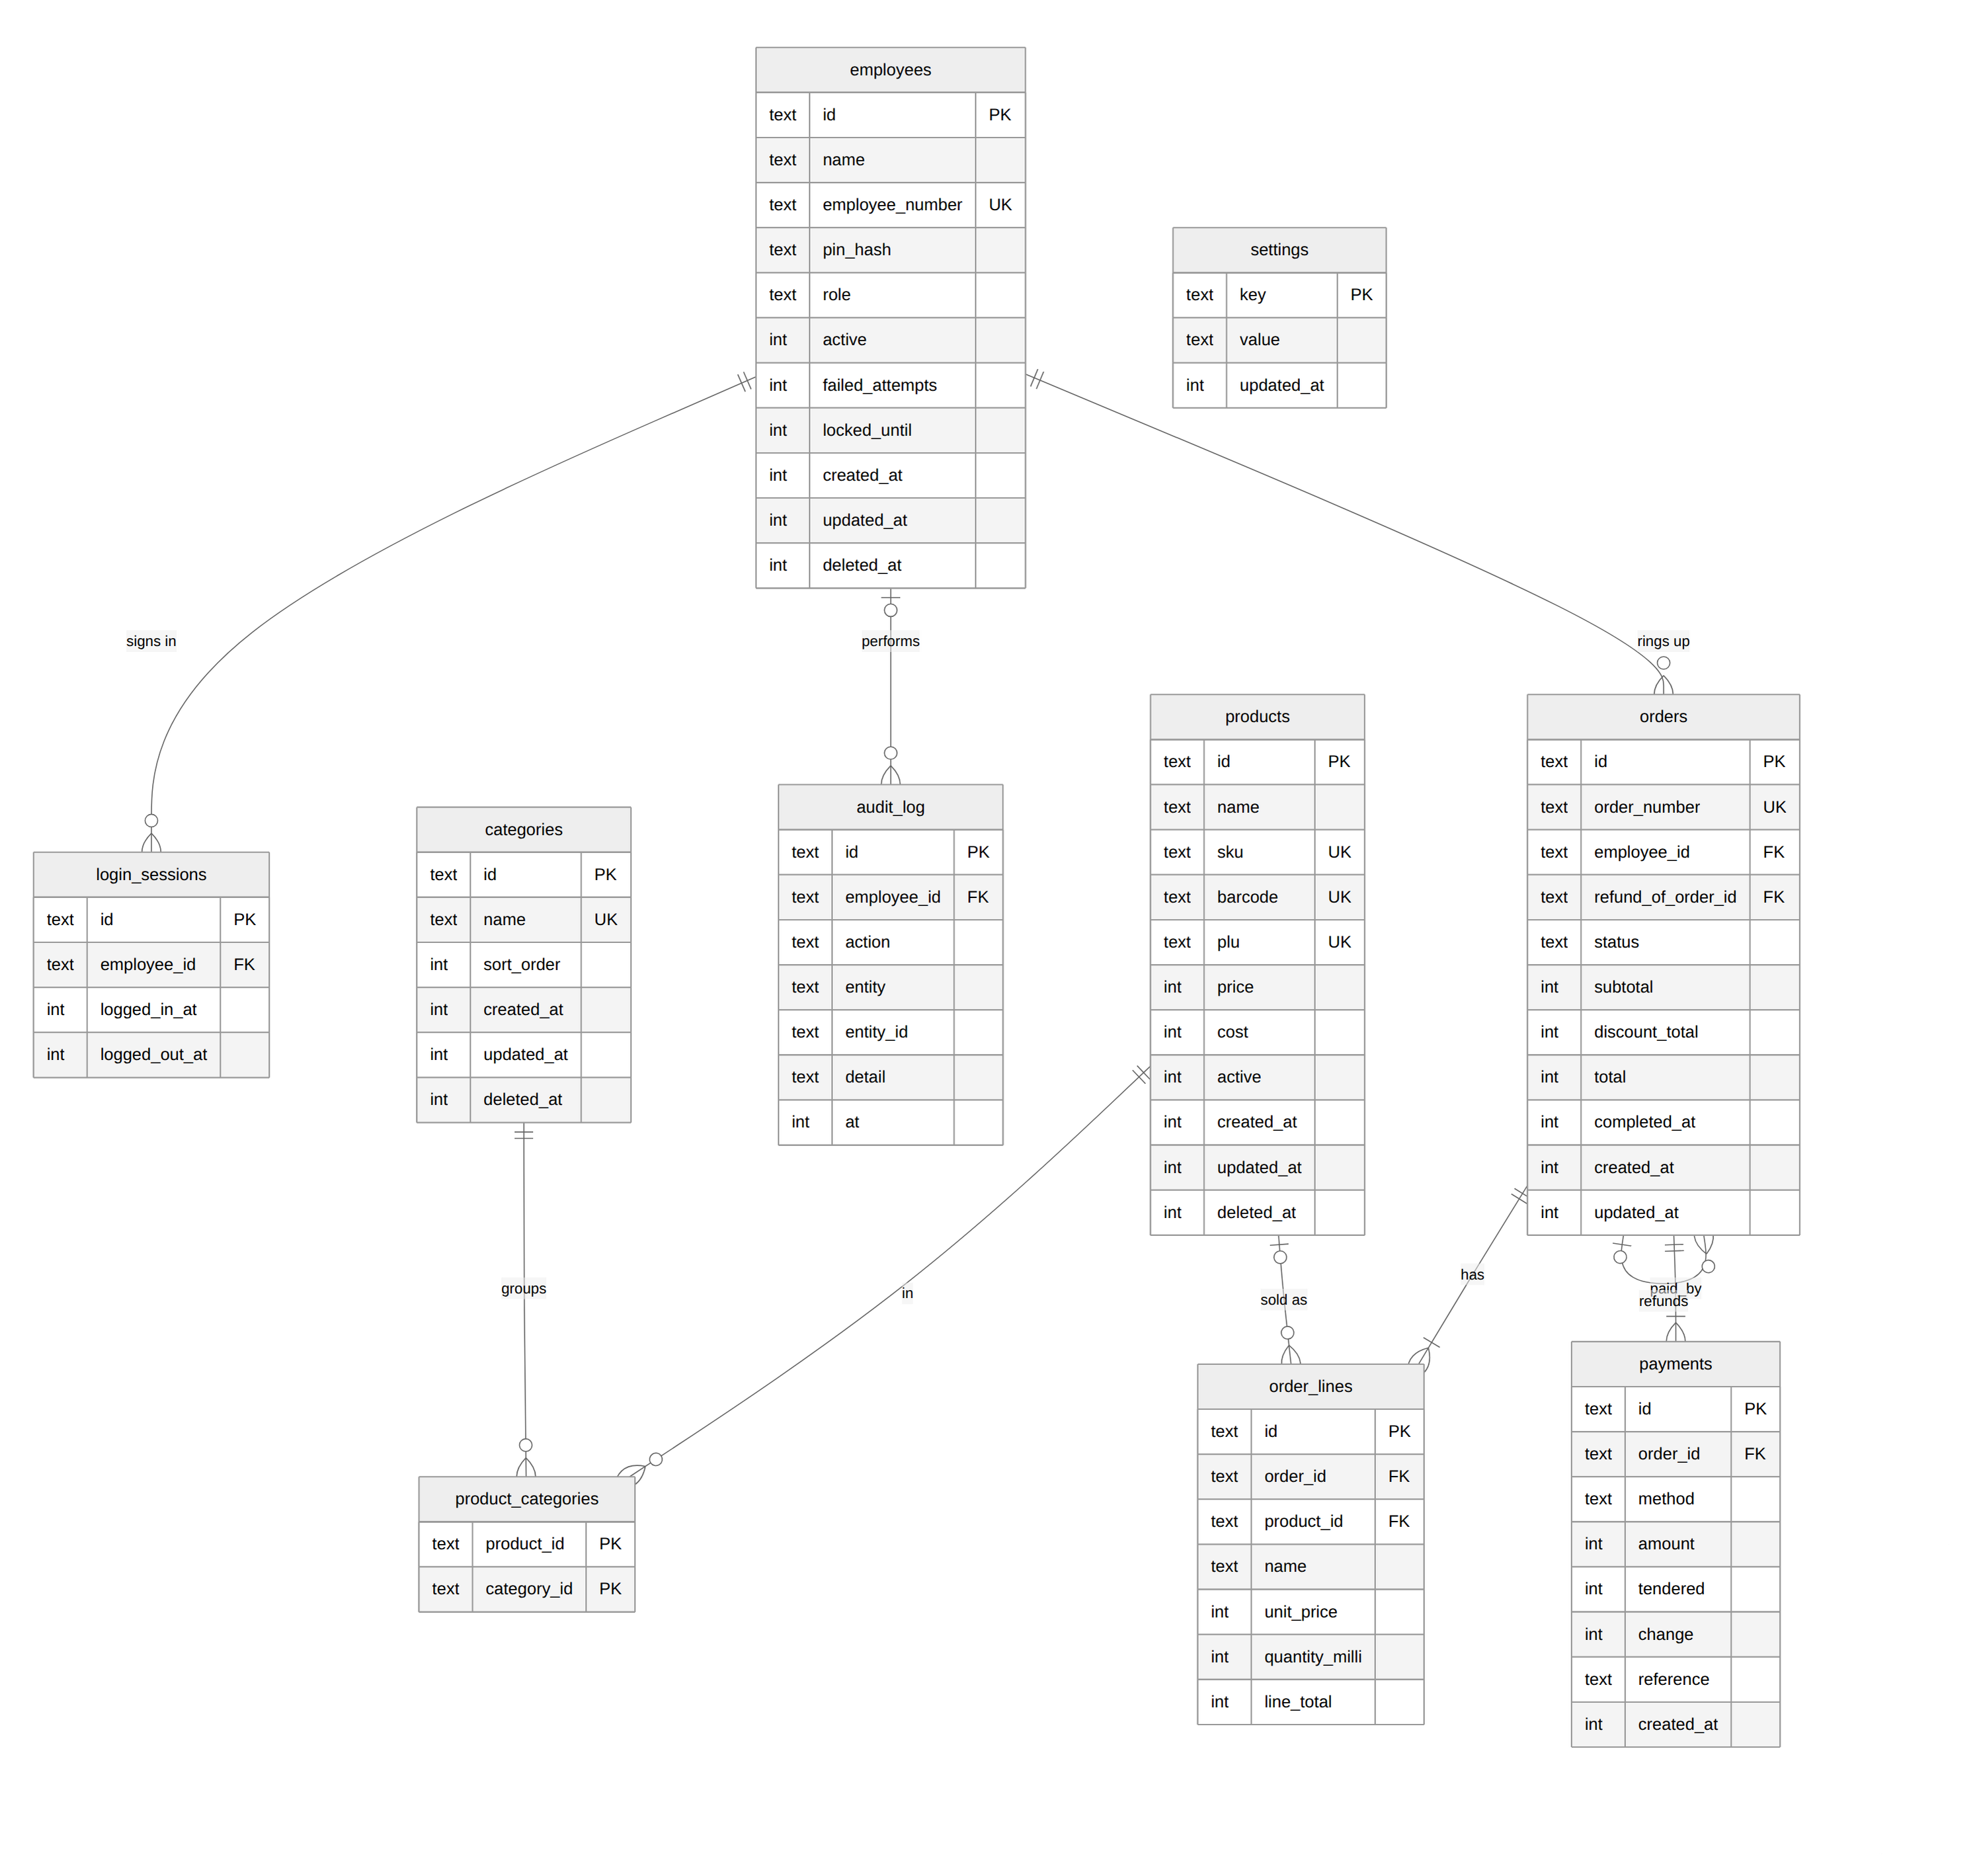 employees
text id PK
text name
text employee_number UK
text pin_hash
text role
int active
int failed_attempts
int locked_until
int created_at
int updated_at
int deleted_at
settings
text key PK
text value
int updated_at
signs in
performs
rings up
login_sessions
text id PK
text employee_id FK
int logged_in_at
int logged_out_at
categories
text id PK
text name UK
int sort_order
int created_at
int updated_at
int deleted_at
audit_log
text id PK
text employee_id FK
text action
text entity
text entity_id
text detail
int at
products
text id PK
text name
text sku UK
text barcode UK
text plu UK
int price
int cost
int active
int created_at
int updated_at
int deleted_at
orders
text id PK
text order_number UK
text employee_id FK
text refund_of_order_id FK
text status
int subtotal
int discount_total
int total
int completed_at
int created_at
int updated_at
groups
in
sold as
has
paid_by
refunds
product_categories
text product_id PK
text category_id PK
order_lines
text id PK
text order_id FK
text product_id FK
text name
int unit_price
int quantity_milli
int line_total
payments
text id PK
text order_id FK
text method
int amount
int tendered
int change
text reference
int created_at